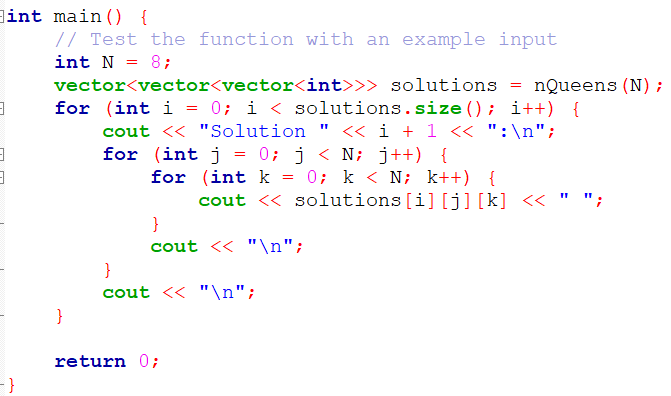 int main() {
    // Test the function with an example input
    int N = 8;
    vector<vector<vector<int>>> solutions = nQueens(N);
    for (int i = 0; i < solutions.size(); i++) {
        cout << "Solution " << i + 1 << ":\n";
        for (int j = 0; j < N; j++) {
            for (int k = 0; k < N; k++) {
                cout << solutions[i][j][k] << " ";
            }
            cout << "\n";
        }
        cout << "\n";
    }

    return 0;
}